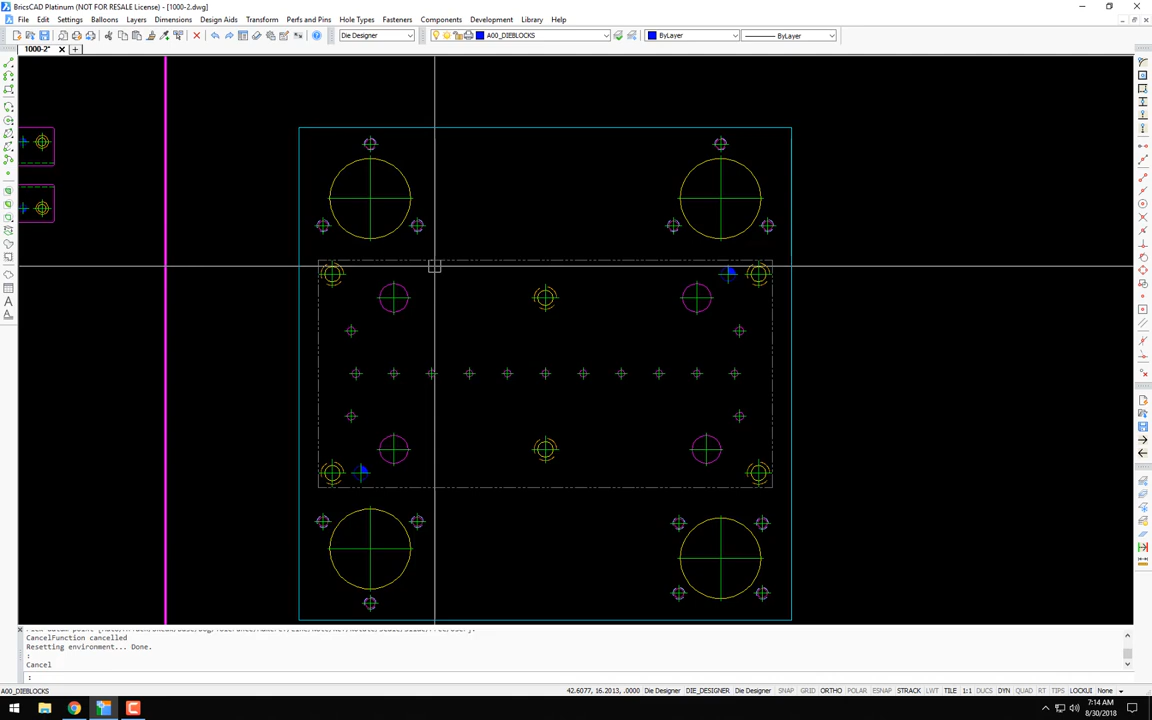 BricsCAD Platinum (NOT FOR RESALE License) - [1000-2.dwg]
File Edit Settings Balloons Layers Dimensions Design Aids Transform Perfs and Pins Hole Types Fasteners Components Development Library Help
Die Designer A00_DIEBLOCKS ByLayer ByLayer
1000-2*
CancelFunction cancelled
Resetting environment... Done.
:
Cancel
:
A00_DIEBLOCKS 42.6077, 16.2013, .0000 Die Designer DIE_DESIGNER Die Designer SNAP GRID ORTHO POLAR ESNAP STRACK LWT TILE 1:1 DUCS DYN QUAD RT TIPS LOCKUI None
7:14 AM
8/30/2018